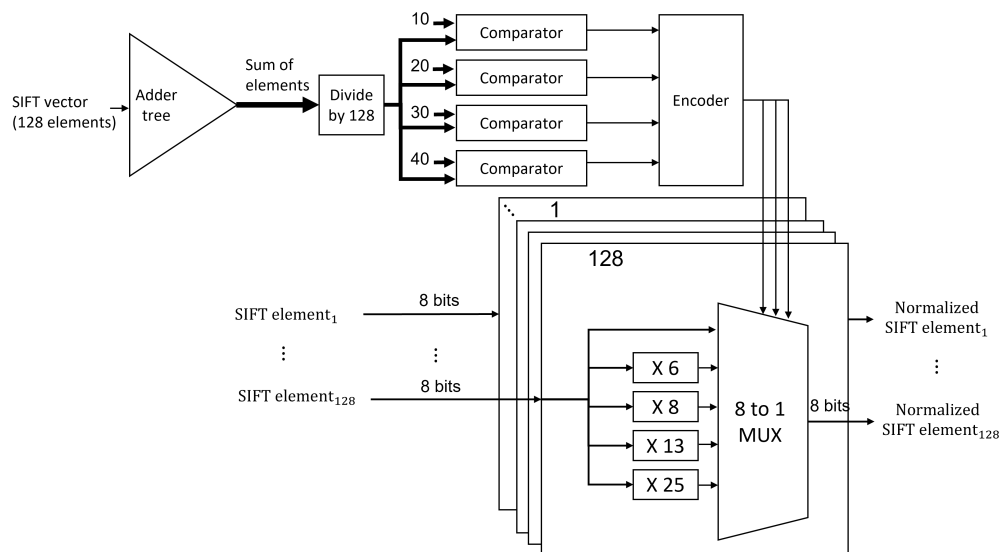 10
Comparator
Sum of
elements
20
Comparator
SIFT vector
(128 elements)
Adder
tree
Divide
by 128
Encoder
30
Comparator
40
Comparator
1
128
SIFT element₁
8 bits
Normalized
SIFT element₁
⋮
⋮
⋮
X 6
SIFT element₁₂₈
8 bits
X 8
8 to 1
MUX
8 bits
Normalized
SIFT element₁₂₈
X 13
X 25